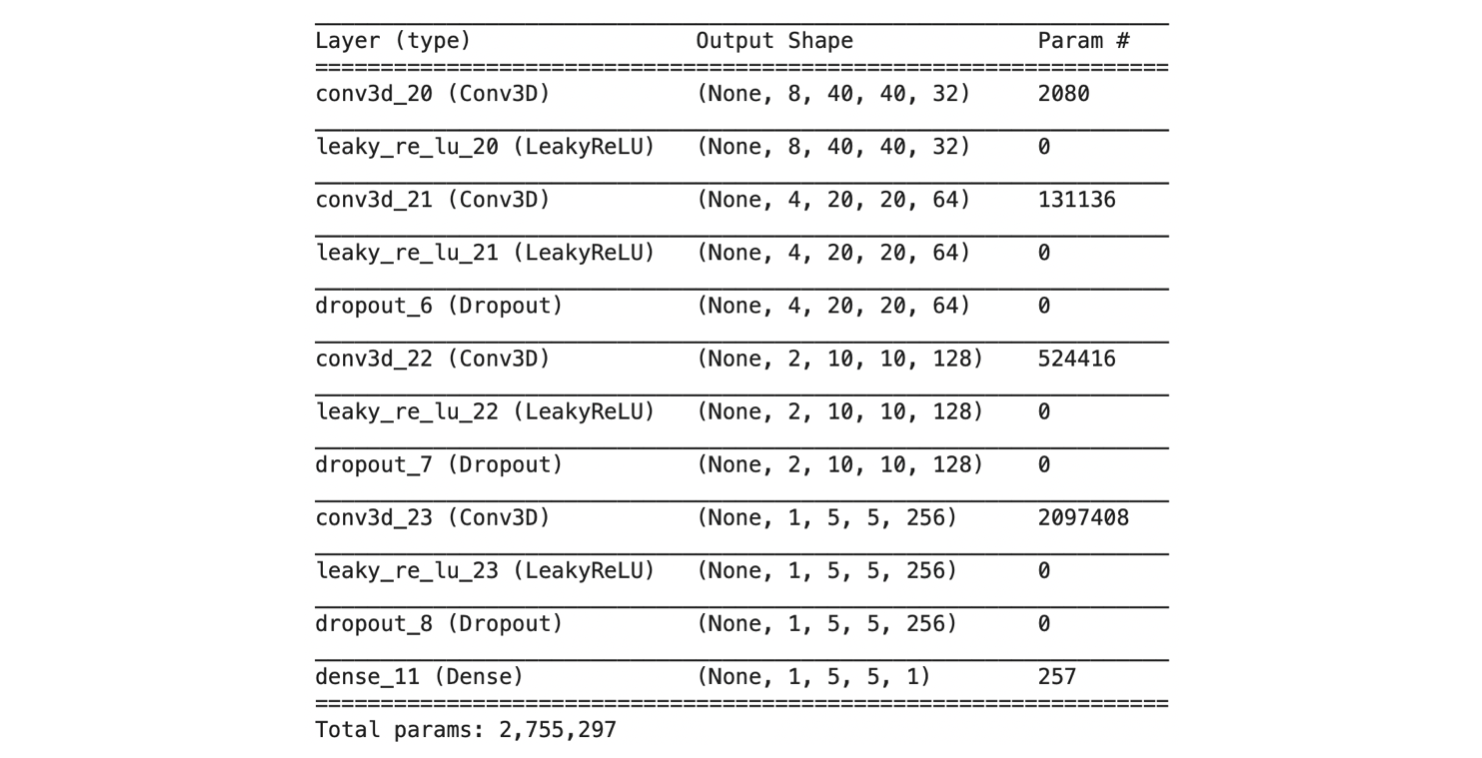 Layer (type) Output Shape Param #
=================================================================
conv3d_20 (Conv3D) (None, 8, 40, 40, 32) 2080
leaky_re_lu_20 (LeakyReLU) (None, 8, 40, 40, 32) 0
conv3d_21 (Conv3D) (None, 4, 20, 20, 64) 131136
leaky_re_lu_21 (LeakyReLU) (None, 4, 20, 20, 64) 0
dropout_6 (Dropout) (None, 4, 20, 20, 64) 0
conv3d_22 (Conv3D) (None, 2, 10, 10, 128) 524416
leaky_re_lu_22 (LeakyReLU) (None, 2, 10, 10, 128) 0
dropout_7 (Dropout) (None, 2, 10, 10, 128) 0
conv3d_23 (Conv3D) (None, 1, 5, 5, 256) 2097408
leaky_re_lu_23 (LeakyReLU) (None, 1, 5, 5, 256) 0
dropout_8 (Dropout) (None, 1, 5, 5, 256) 0
dense_11 (Dense) (None, 1, 5, 5, 1) 257
=================================================================
Total params: 2,755,297